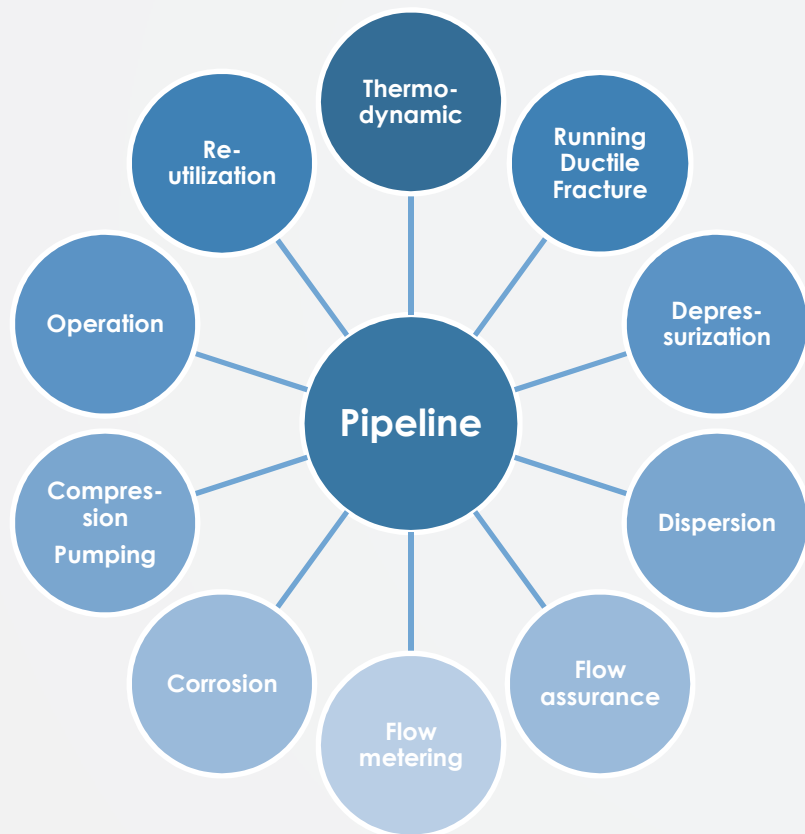 Thermo-
dynamic
Running
Ductile
Fracture
Depres-
surization
Dispersion
Flow
assurance
Flow
metering
Corrosion
Compres-
sion
Pumping
Operation
Re-
utilization
Pipeline